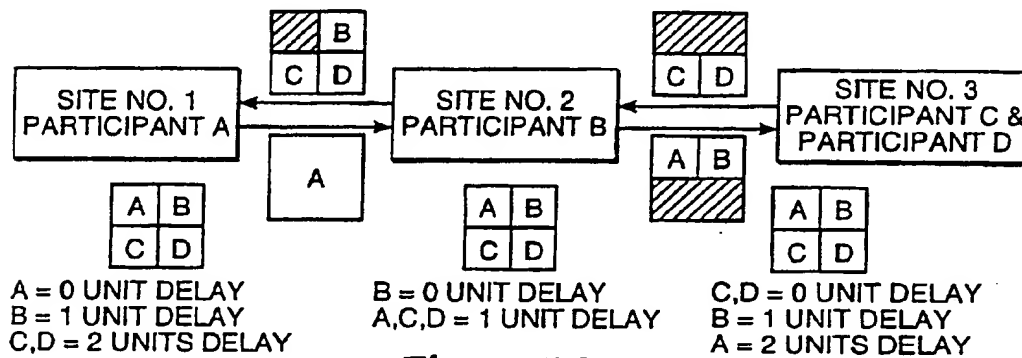 B
C D
C D
SITE NO. 1
PARTICIPANT A
SITE NO. 2
PARTICIPANT B
SITE NO. 3
PARTICIPANT C &
PARTICIPANT D
A
A B
A B
C D
A B
C D
A B
C D
A = 0 UNIT DELAY
B = 1 UNIT DELAY
C,D = 2 UNITS DELAY
B = 0 UNIT DELAY
A,C,D = 1 UNIT DELAY
C,D = 0 UNIT DELAY
B = 1 UNIT DELAY
A = 2 UNITS DELAY